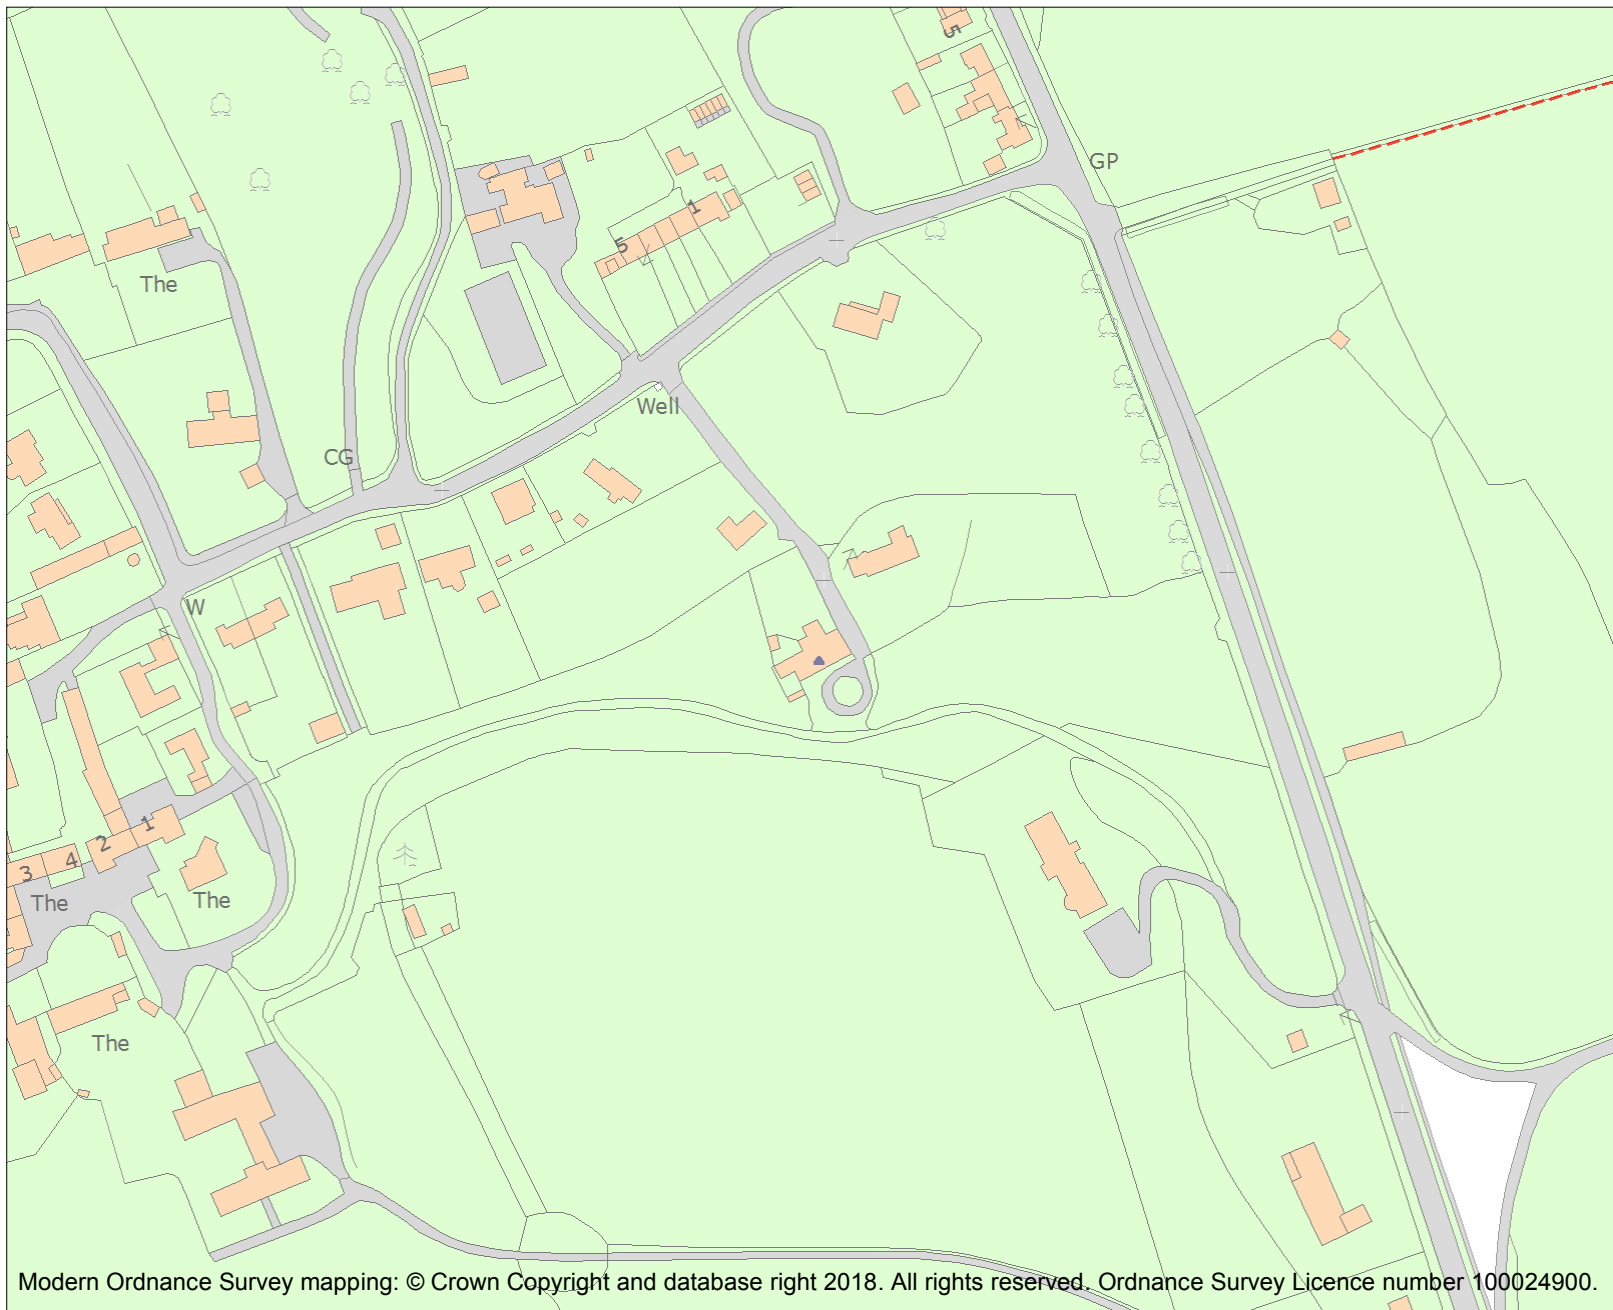 5
GP
1
5
The
Well
CG
W
1
2
4
3
The
The
The
Modern Ordnance Survey mapping: © Crown Copyright and database right 2018. All rights reserved. Ordnance Survey Licence number 100024900.